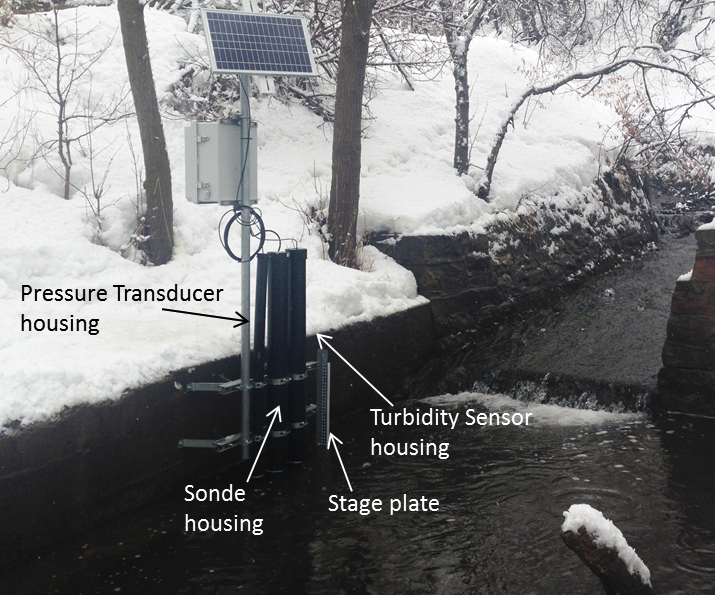 Pressure Transducer
housing
Turbidity Sensor
housing
Sonde
housing
Stage plate